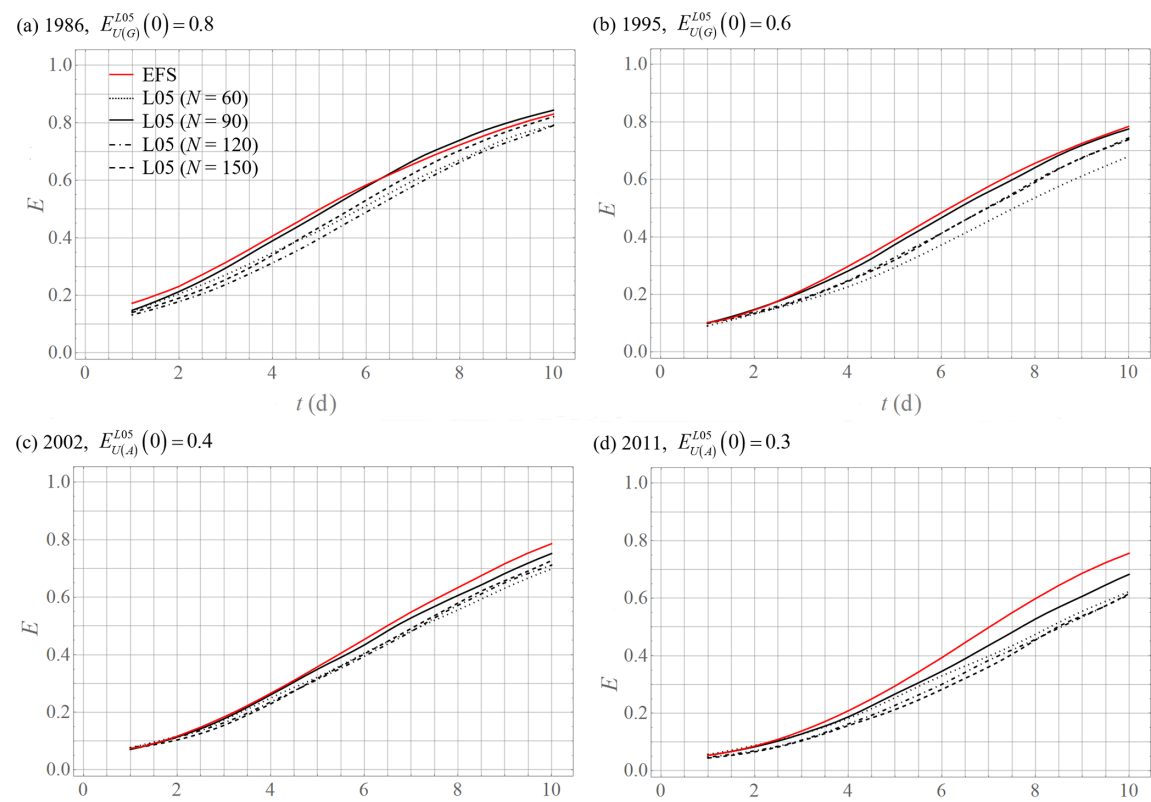 (a) 1986, E_{U(G)}^{L05}(0)=0.8
1.0
0.8
0.6
0.4
0.2
0.0
E
EFS
L05 (N = 60)
L05 (N = 90)
L05 (N = 120)
L05 (N = 150)
0 2 4 6 8 10
t (d)
(b) 1995, E_{U(G)}^{L05}(0)=0.6
1.0
0.8
0.6
0.4
0.2
0.0
E
0 2 4 6 8 10
t (d)
(c) 2002, E_{U(A)}^{L05}(0)=0.4
1.0
0.8
0.6
0.4
0.2
0.0
E
0 2 4 6 8 10
(d) 2011, E_{U(A)}^{L05}(0)=0.3
1.0
0.8
0.6
0.4
0.2
0.0
E
0 2 4 6 8 10